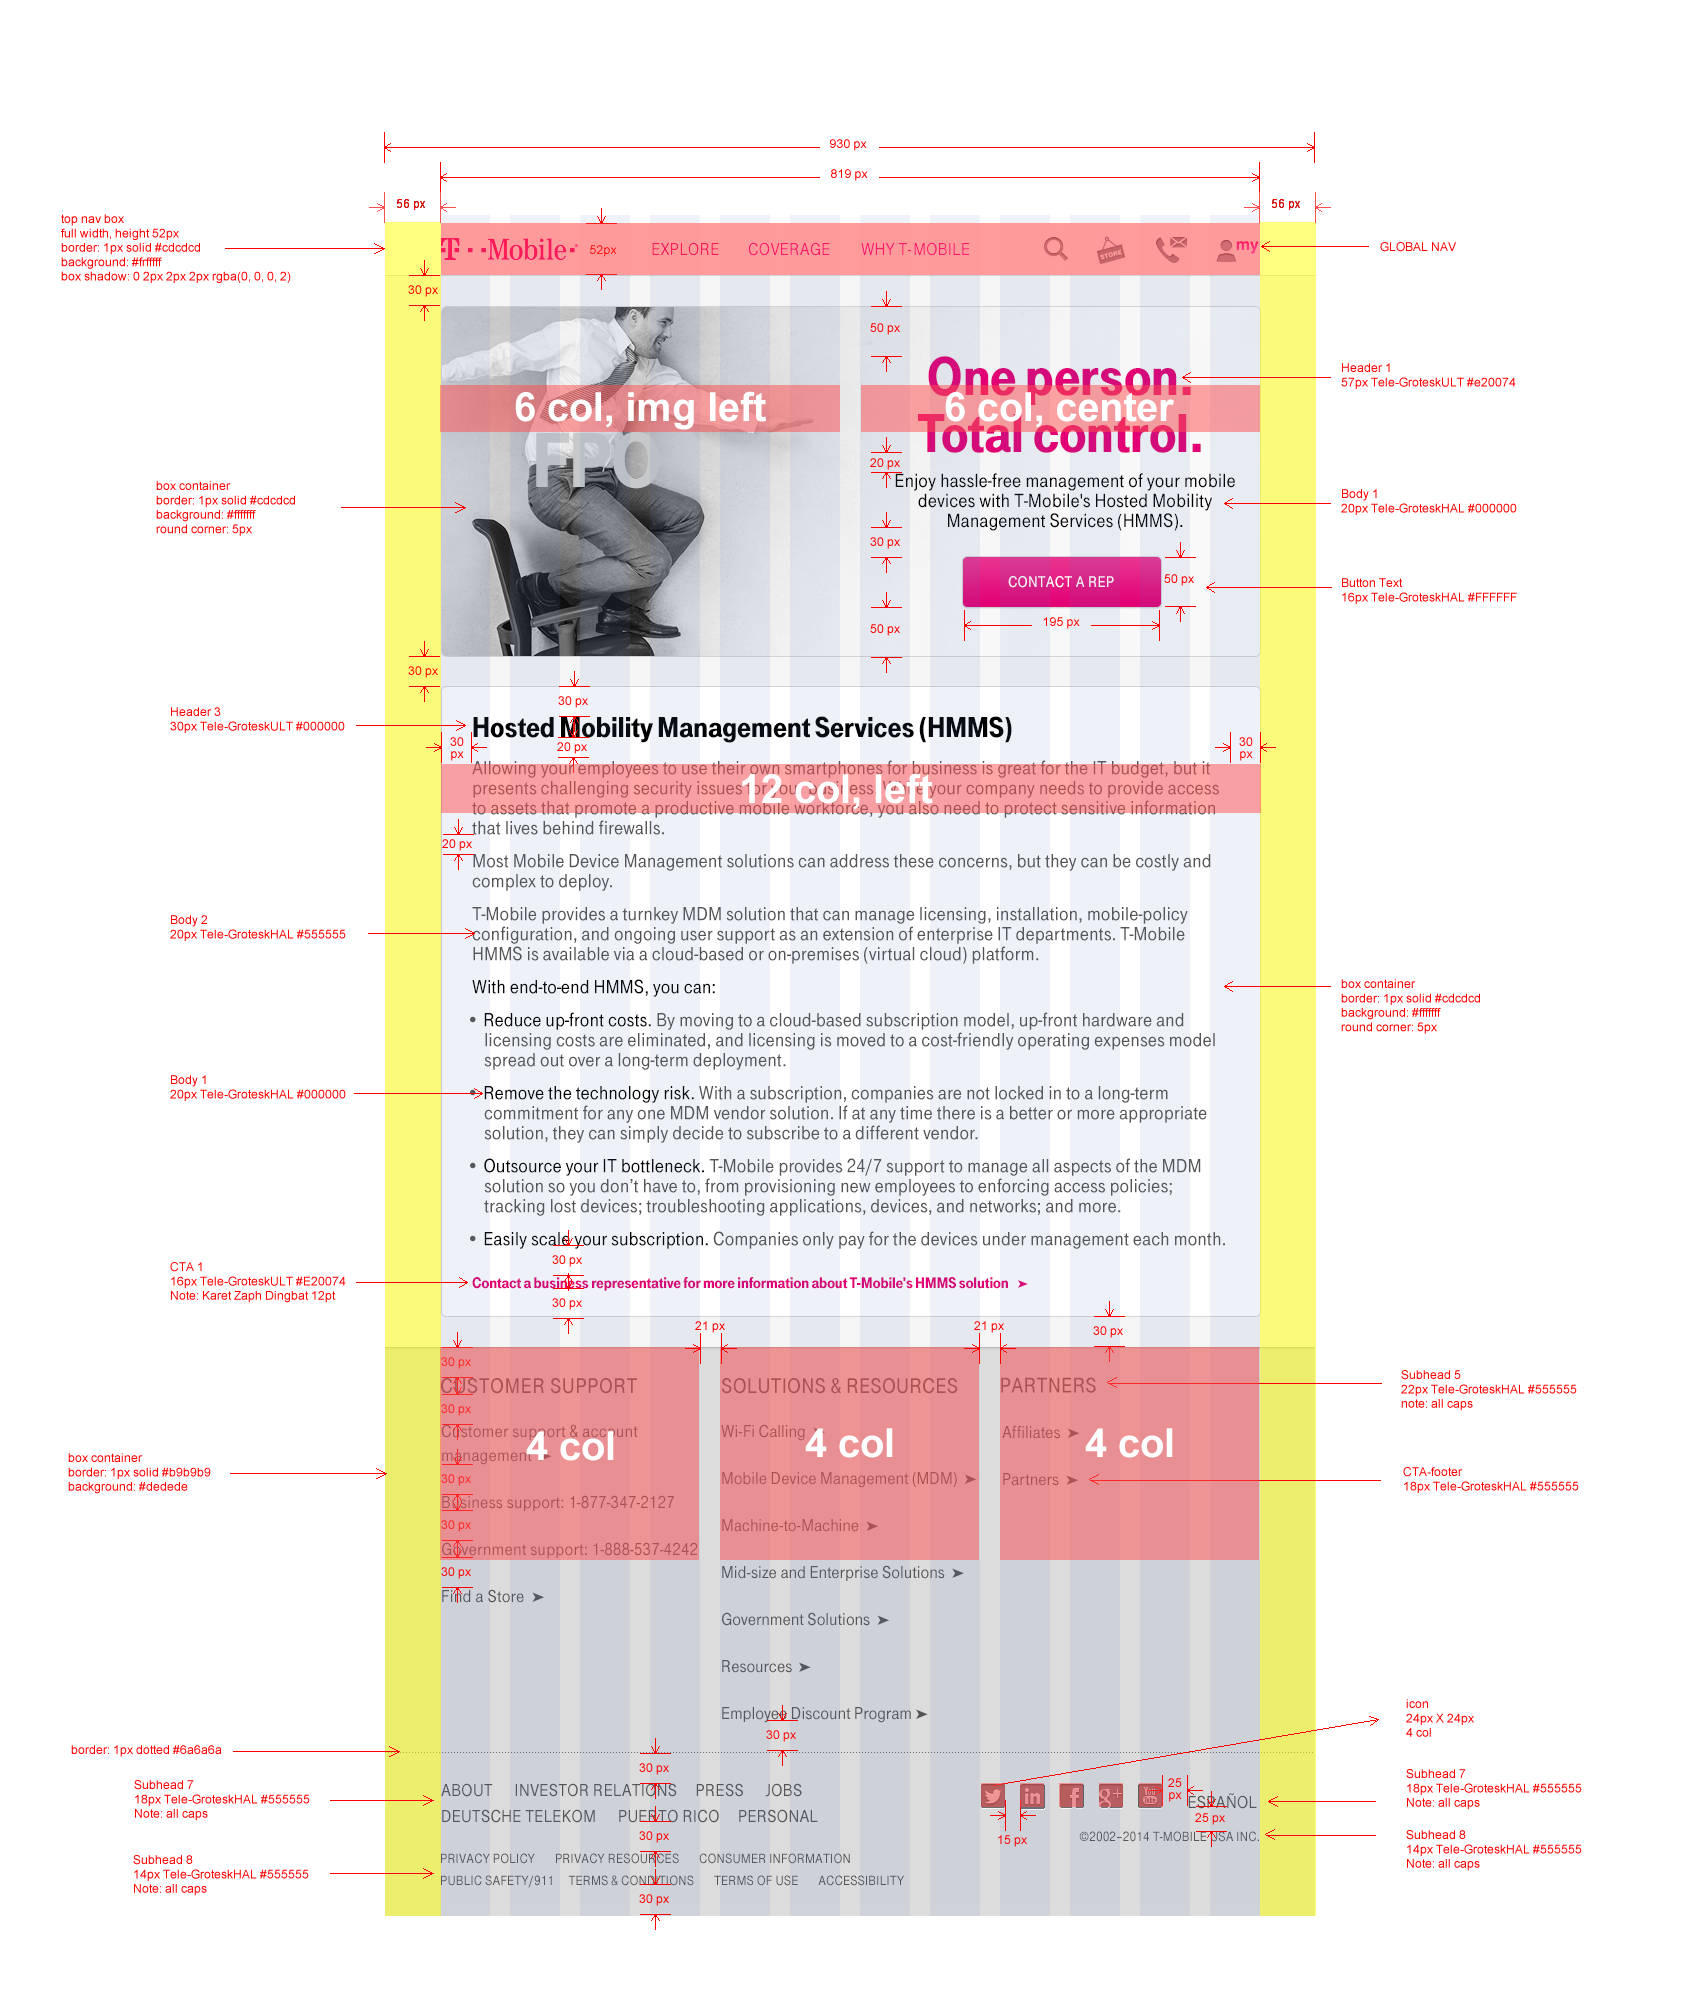 930 px
819 px
56 px
56 px
top nav box
full width, height 52px
border: 1px solid #cdcdcd
background: #frfffff
box shadow: 0 2px 2px 2px rgba(0, 0, 0, 2)
T··Mobile·
52px
EXPLORE COVERAGE WHY T-MOBILE
STORE
my
GLOBAL NAV
30 px
50 px
One person.
Total control.
Header 1
57px Tele-GroteskULT #e20074
6 col, img left
6 col, center
FPO
20 px
Enjoy hassle-free management of your mobile
devices with T-Mobile's Hosted Mobility
Management Services (HMMS).
Body 1
20px Tele-GroteskHAL #000000
box container
border: 1px solid #cdcdcd
background: #fffffff
round corner: 5px
30 px
CONTACT A REP
50 px
Button Text
16px Tele-GroteskHAL #FFFFFF
195 px
50 px
30 px
30 px
Header 3
30px Tele-GroteskULT #000000
Hosted Mobility Management Services (HMMS)
30 px
20 px
30 px
Allowing your employees to use their own smartphones for business is great for the IT budget, but it
presents challenging security issues for your business. your company needs to provide access
12 col, left
to assets that promote a productive mobile workforce, you also need to protect sensitive information
that lives behind firewalls.
20 px
Most Mobile Device Management solutions can address these concerns, but they can be costly and
complex to deploy.
Body 2
20px Tele-GroteskHAL #555555
T-Mobile provides a turnkey MDM solution that can manage licensing, installation, mobile-policy
configuration, and ongoing user support as an extension of enterprise IT departments. T-Mobile
HMMS is available via a cloud-based or on-premises (virtual cloud) platform.
With end-to-end HMMS, you can:
box container
border: 1px solid #cdcdcd
background: #fffffff
round corner: 5px
• Reduce up-front costs. By moving to a cloud-based subscription model, up-front hardware and
licensing costs are eliminated, and licensing is moved to a cost-friendly operating expenses model
spread out over a long-term deployment.
Body 1
20px Tele-GroteskHAL #000000
• Remove the technology risk. With a subscription, companies are not locked in to a long-term
commitment for any one MDM vendor solution. If at any time there is a better or more appropriate
solution, they can simply decide to subscribe to a different vendor.
• Outsource your IT bottleneck. T-Mobile provides 24/7 support to manage all aspects of the MDM
solution so you don't have to, from provisioning new employees to enforcing access policies;
tracking lost devices; troubleshooting applications, devices, and networks; and more.
• Easily scale your subscription. Companies only pay for the devices under management each month.
30 px
CTA 1
16px Tele-GroteskULT #E20074
Note: Karet Zaph Dingbat 12pt
Contact a business representative for more information about T-Mobile's HMMS solution ➤
30 px
21 px
21 px
30 px
30 px
CUSTOMER SUPPORT
30 px
Customer support & account
management ➤
4 col
30 px
Business support: 1-877-347-2127
30 px
Government support: 1-888-537-4242
30 px
Find a Store ➤
SOLUTIONS & RESOURCES
Wi-Fi Calling
4 col
Mobile Device Management (MDM) ➤
Machine-to-Machine ➤
Mid-size and Enterprise Solutions ➤
Government Solutions ➤
Resources ➤
Employee Discount Program ➤
30 px
PARTNERS
Affiliates ➤
4 col
Partners ➤
Subhead 5
22px Tele-GroteskHAL #555555
note: all caps
CTA-footer
18px Tele-GroteskHAL #555555
box container
border: 1px solid #b9b9b9
background: #dedede
border: 1px dotted #6a6a6a
icon
24px X 24px
4 col
Subhead 7
18px Tele-GroteskHAL #555555
Note: all caps
30 px
ABOUT INVESTOR RELATIONS PRESS JOBS
DEUTSCHE TELEKOM PUERTO RICO PERSONAL
30 px
in
f
g+
You
25 px
ESPAÑOL
25 px
15 px
©2002–2014 T-MOBILE USA INC.
Subhead 7
18px Tele-GroteskHAL #555555
Note: all caps
Subhead 8
14px Tele-GroteskHAL #555555
Note: all caps
Subhead 8
14px Tele-GroteskHAL #555555
Note: all caps
PRIVACY POLICY PRIVACY RESOURCES CONSUMER INFORMATION
PUBLIC SAFETY/911 TERMS & CONDITIONS TERMS OF USE ACCESSIBILITY
30 px